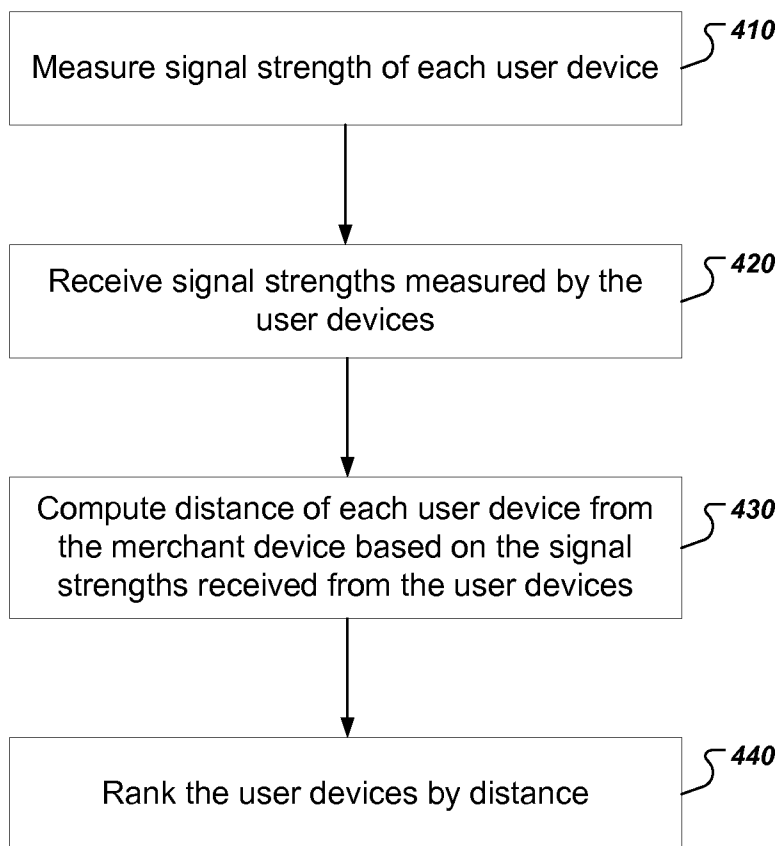 410
Measure signal strength of each user device
420
Receive signal strengths measured by the
user devices
430
Compute distance of each user device from
the merchant device based on the signal
strengths received from the user devices
440
Rank the user devices by distance